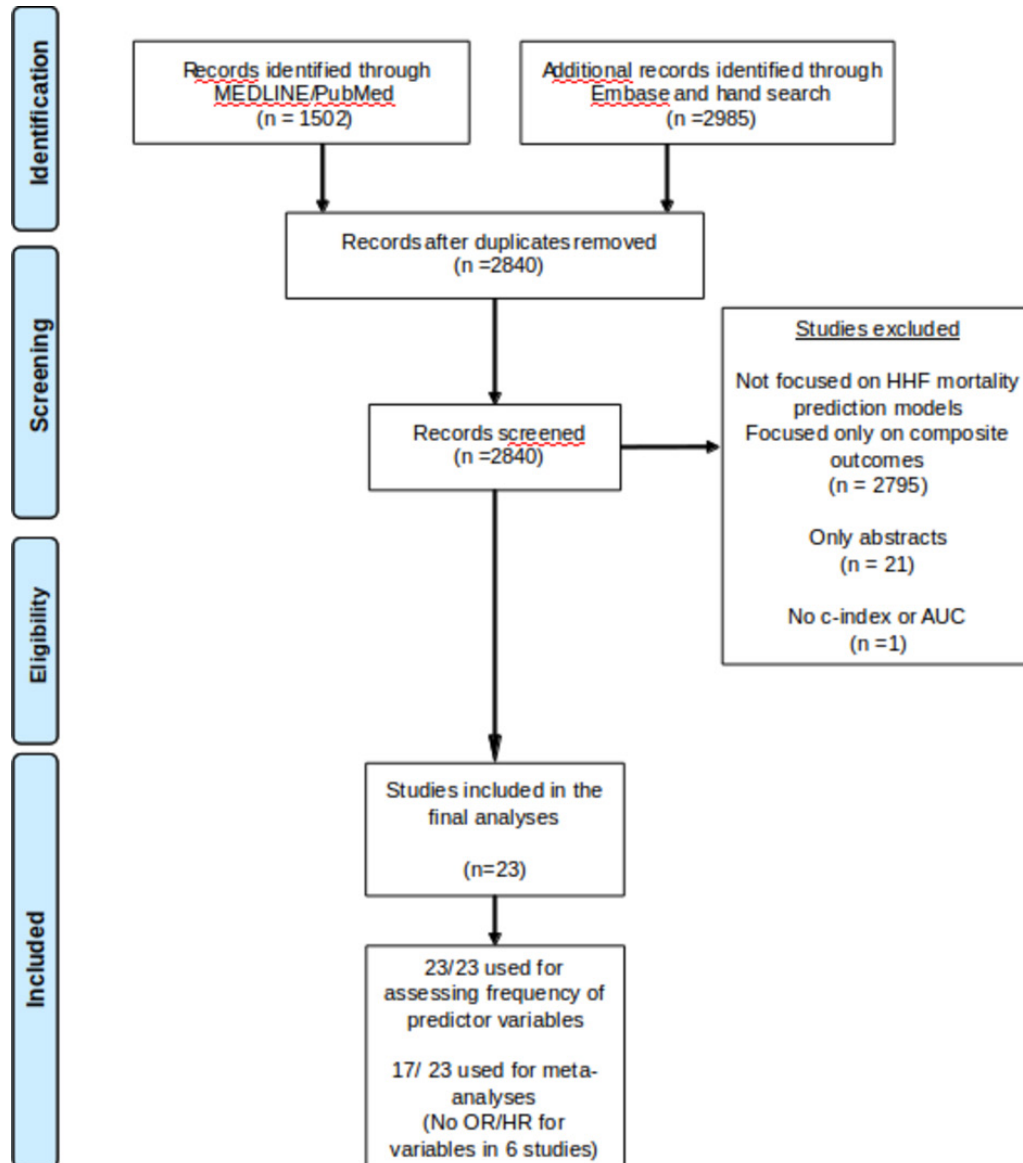 Identification
Records identified through
MEDLINE/PubMed
(n = 1502)
Additional records identified through
Embase and hand search
(n =2985)
Records after duplicates removed
(n =2840)
Screening
Records screened
(n =2840)
Studies excluded
Not focused on HHF mortality
prediction models
Focused only on composite
outcomes
(n = 2795)
Only abstracts
(n = 21)
No c-index or AUC
(n =1)
Eligibility
Included
Studies included in the
final analyses
(n=23)
23/23 used for
assessing frequency of
predictor variables
17/ 23 used for meta-
analyses
(No OR/HR for
variables in 6 studies)